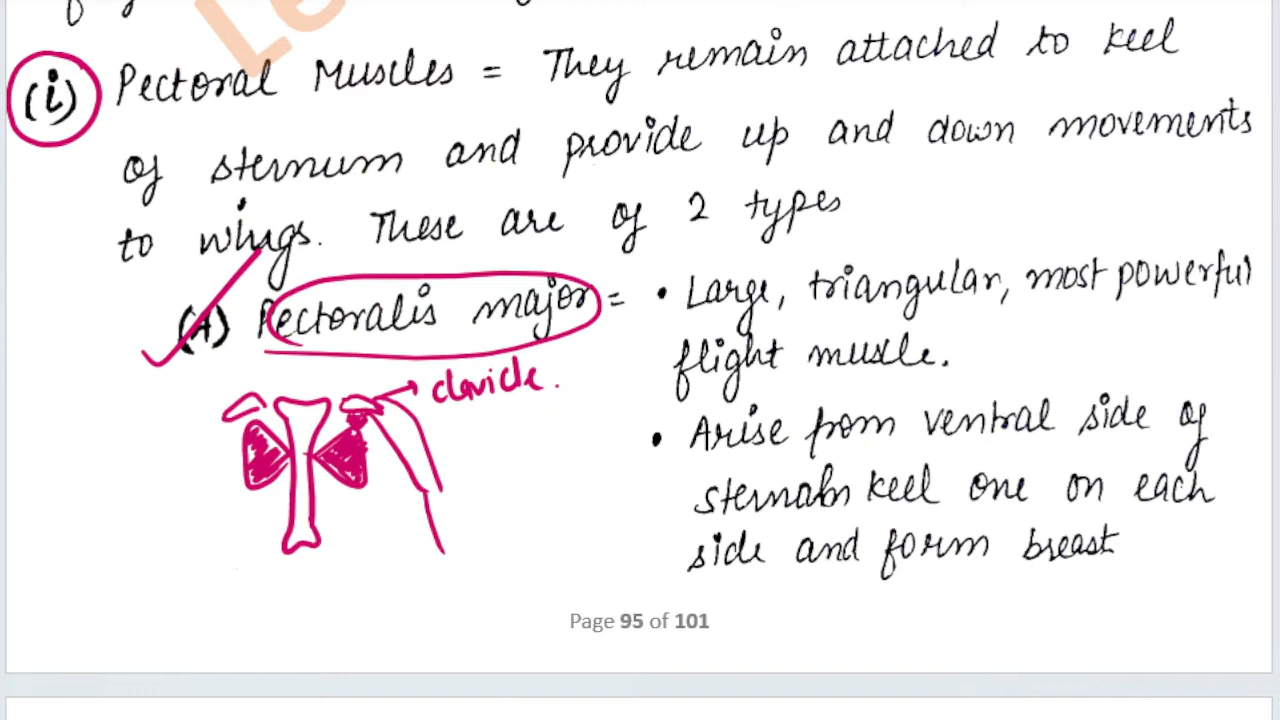 Le
(i) Pectoral Muscles = They remain attached to keel
of sternum and provide up and down movements
to wings. These are of 2 types
(A) Pectoralis major = • Large, triangular, most powerful
flight muscle.
clavicle.
• Arise from ventral side of
keel one on each
side and form breast
Page 95 of 101